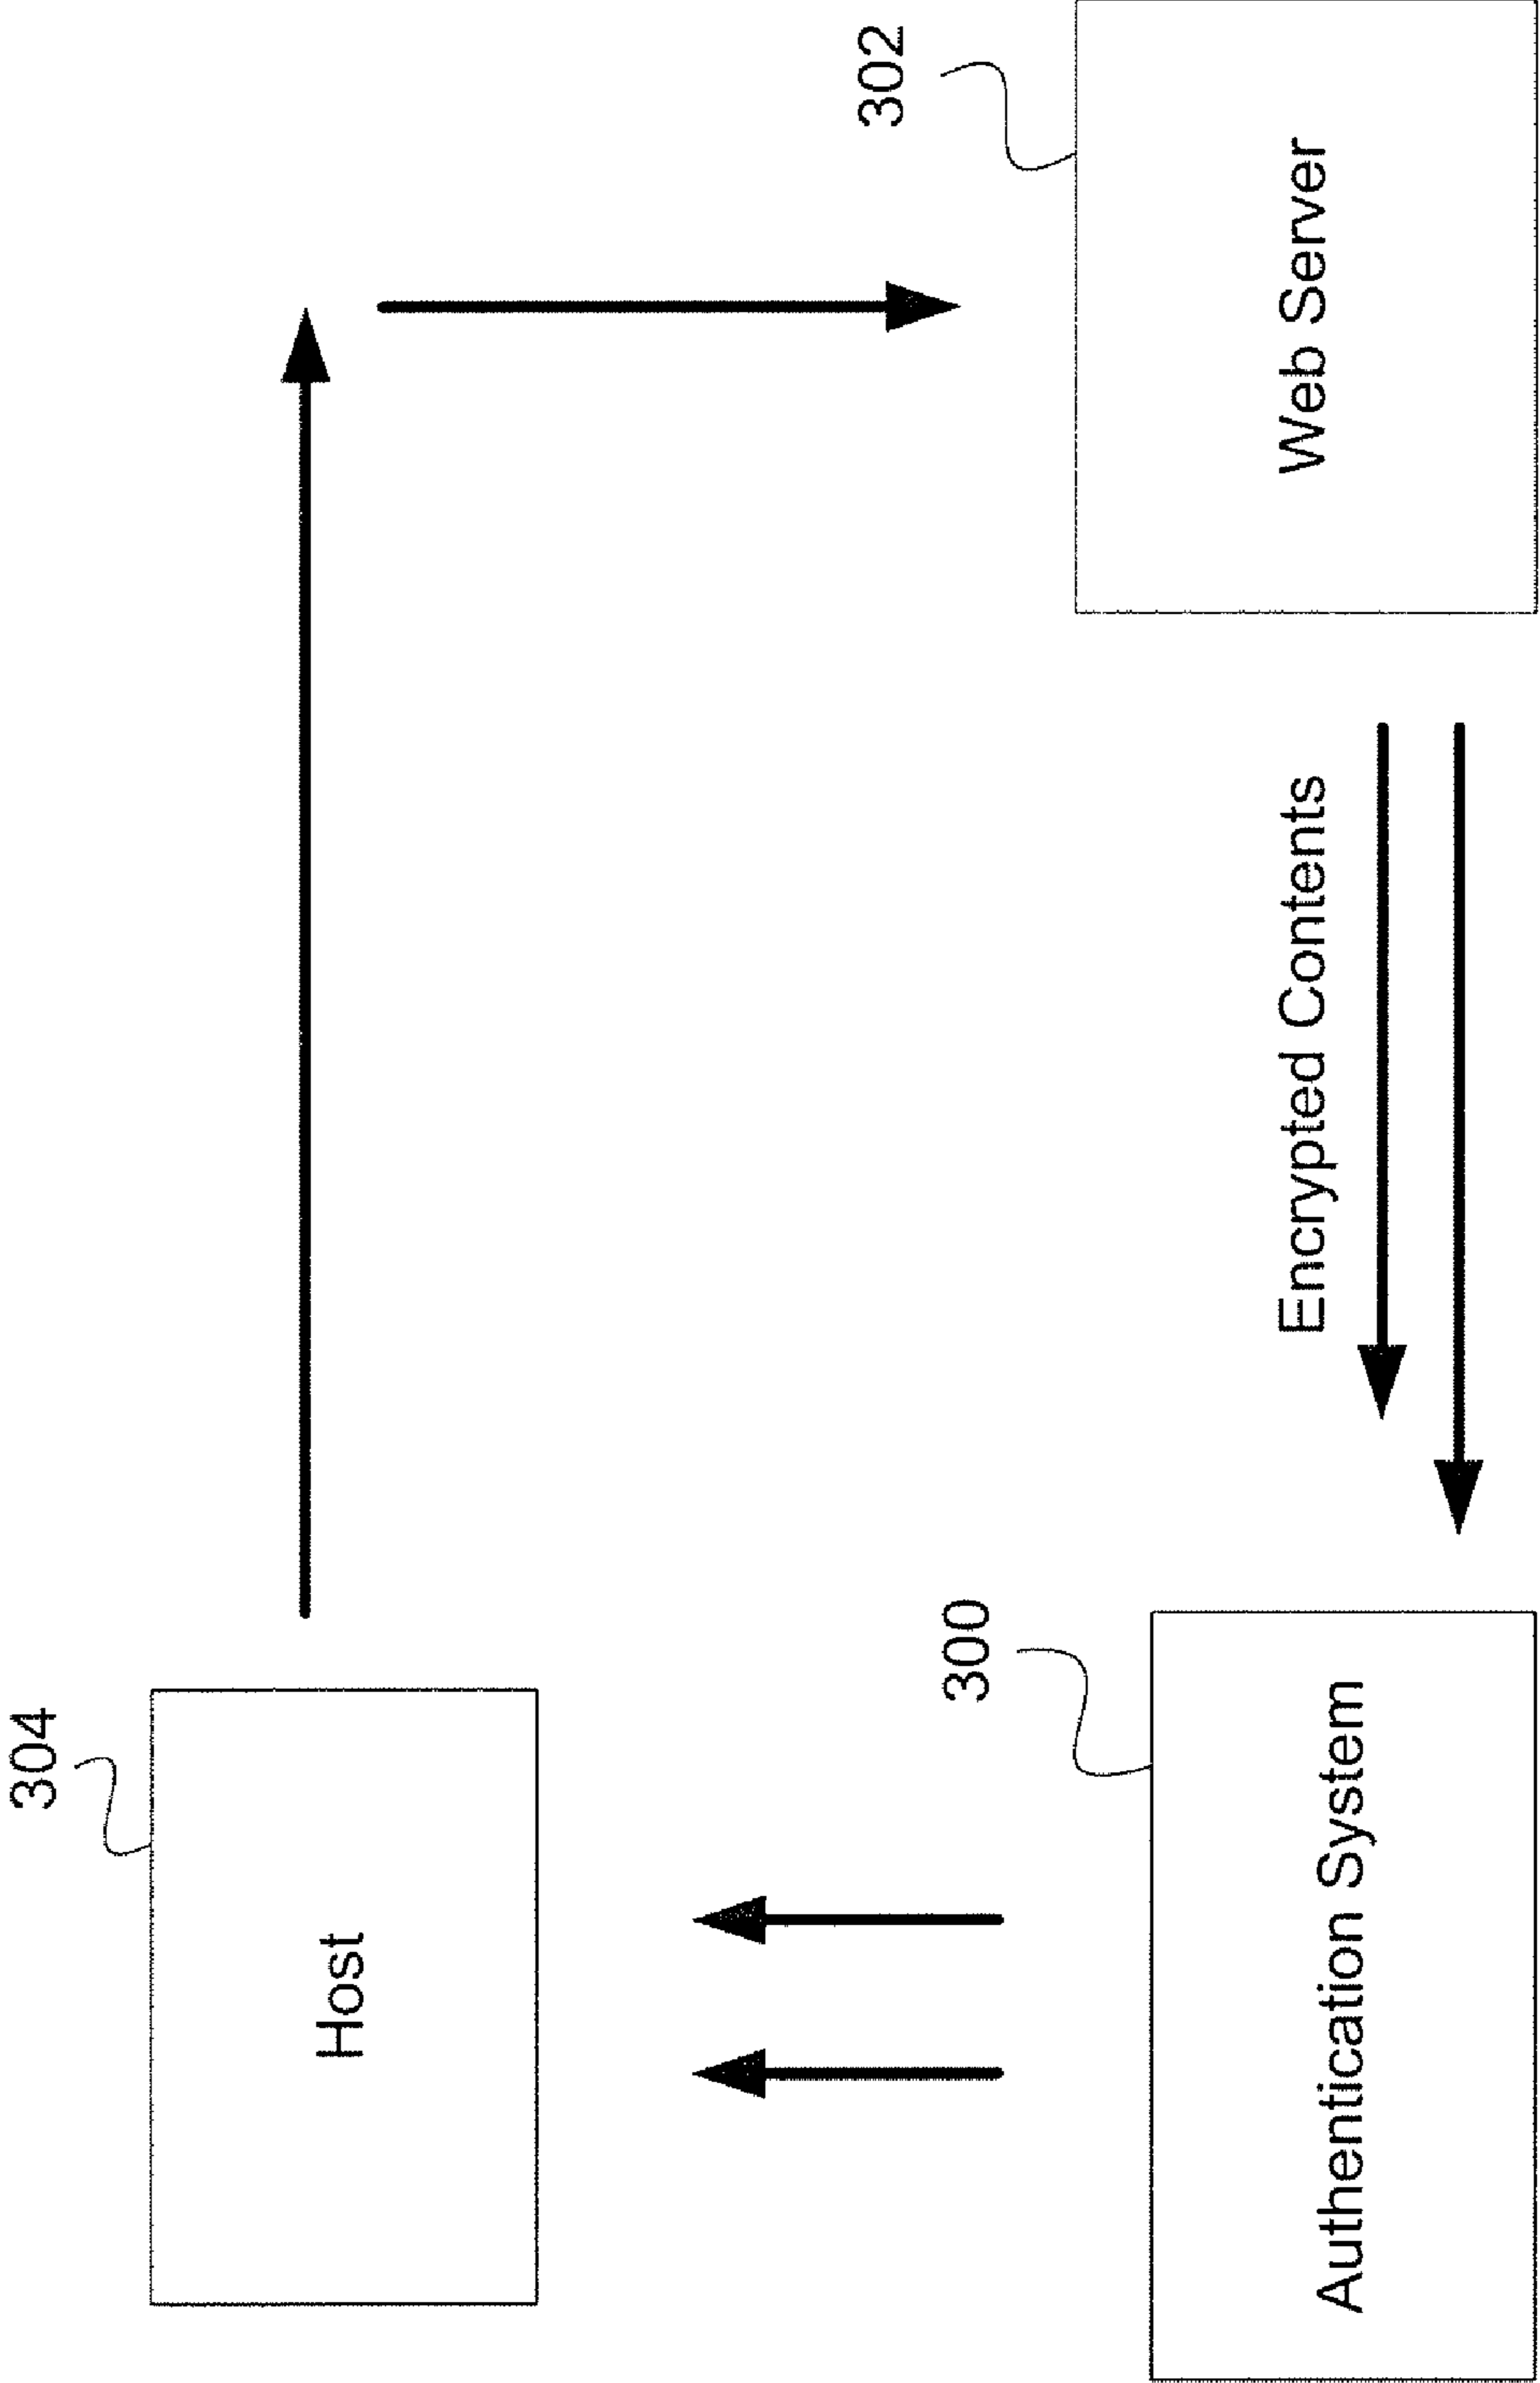 304
Host
302
Web Server
Encrypted Contents
300
Authentication System